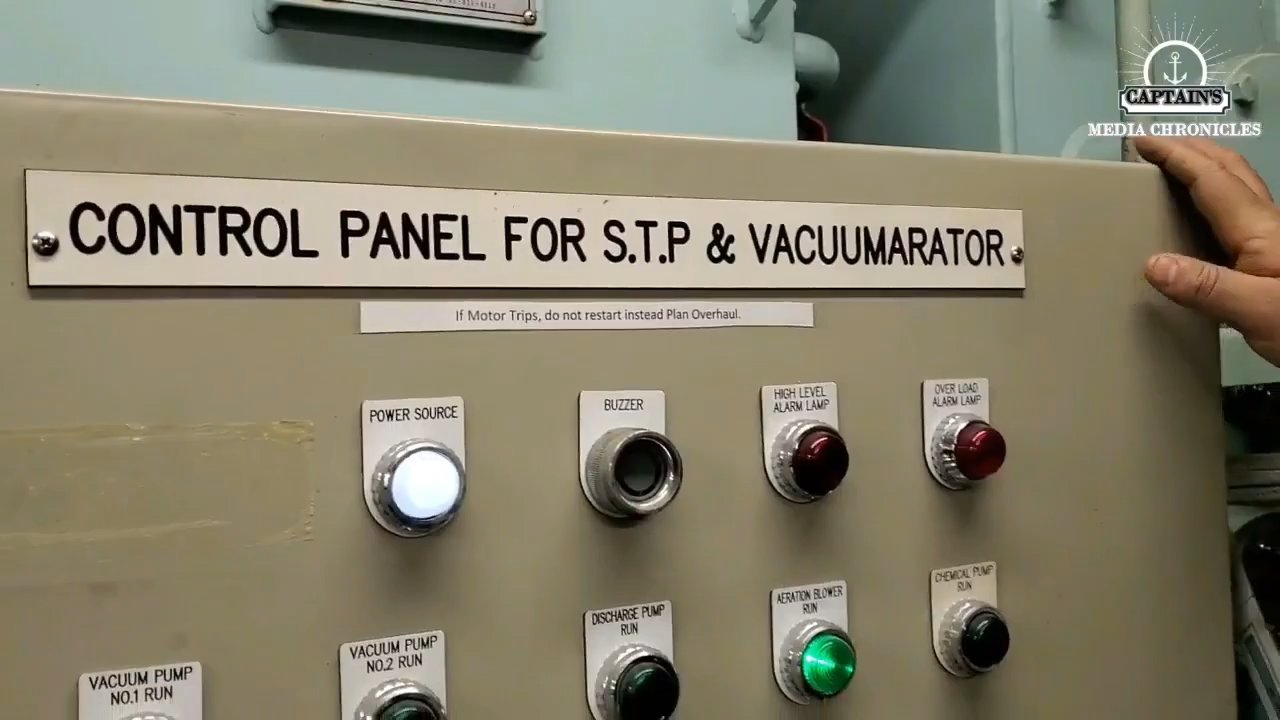 CAPTAIN'S
MEDIA CHRONICLES
CONTROL PANEL FOR S.T.P & VACUUMARATOR
If Motor Trips, do not restart instead Plan Overhaul.
POWER SOURCE
BUZZER
HIGH LEVEL
ALARM LAMP
OVER LOAD
ALARM LAMP
VACUUM PUMP
NO.1 RUN
VACUUM PUMP
NO.2 RUN
DISCHARGE PUMP
RUN
AERATION BLOWER
RUN
CHEMICAL PUMP
RUN